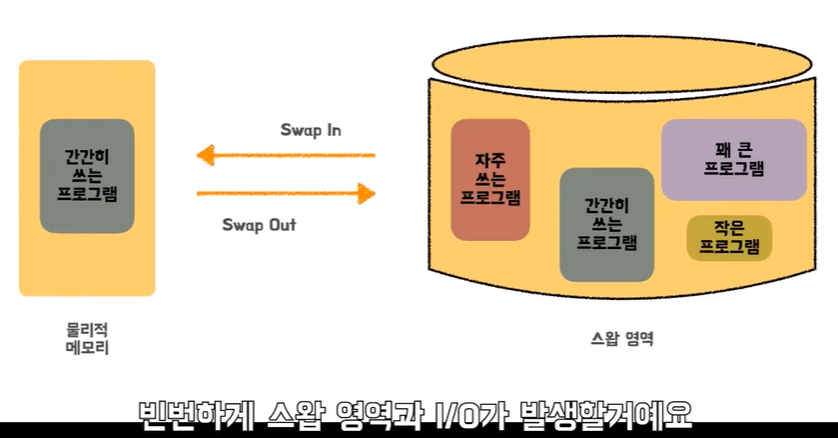 간간히
쓰는
프로그램
물리적
메모리
Swap In
Swap Out
자주
쓰는
프로그램
간간히
쓰는
프로그램
꽤 큰
프로그램
작은
프로그램
스왑 영역
빈번하게 스왑 영역과 I/O가 발생할거예요